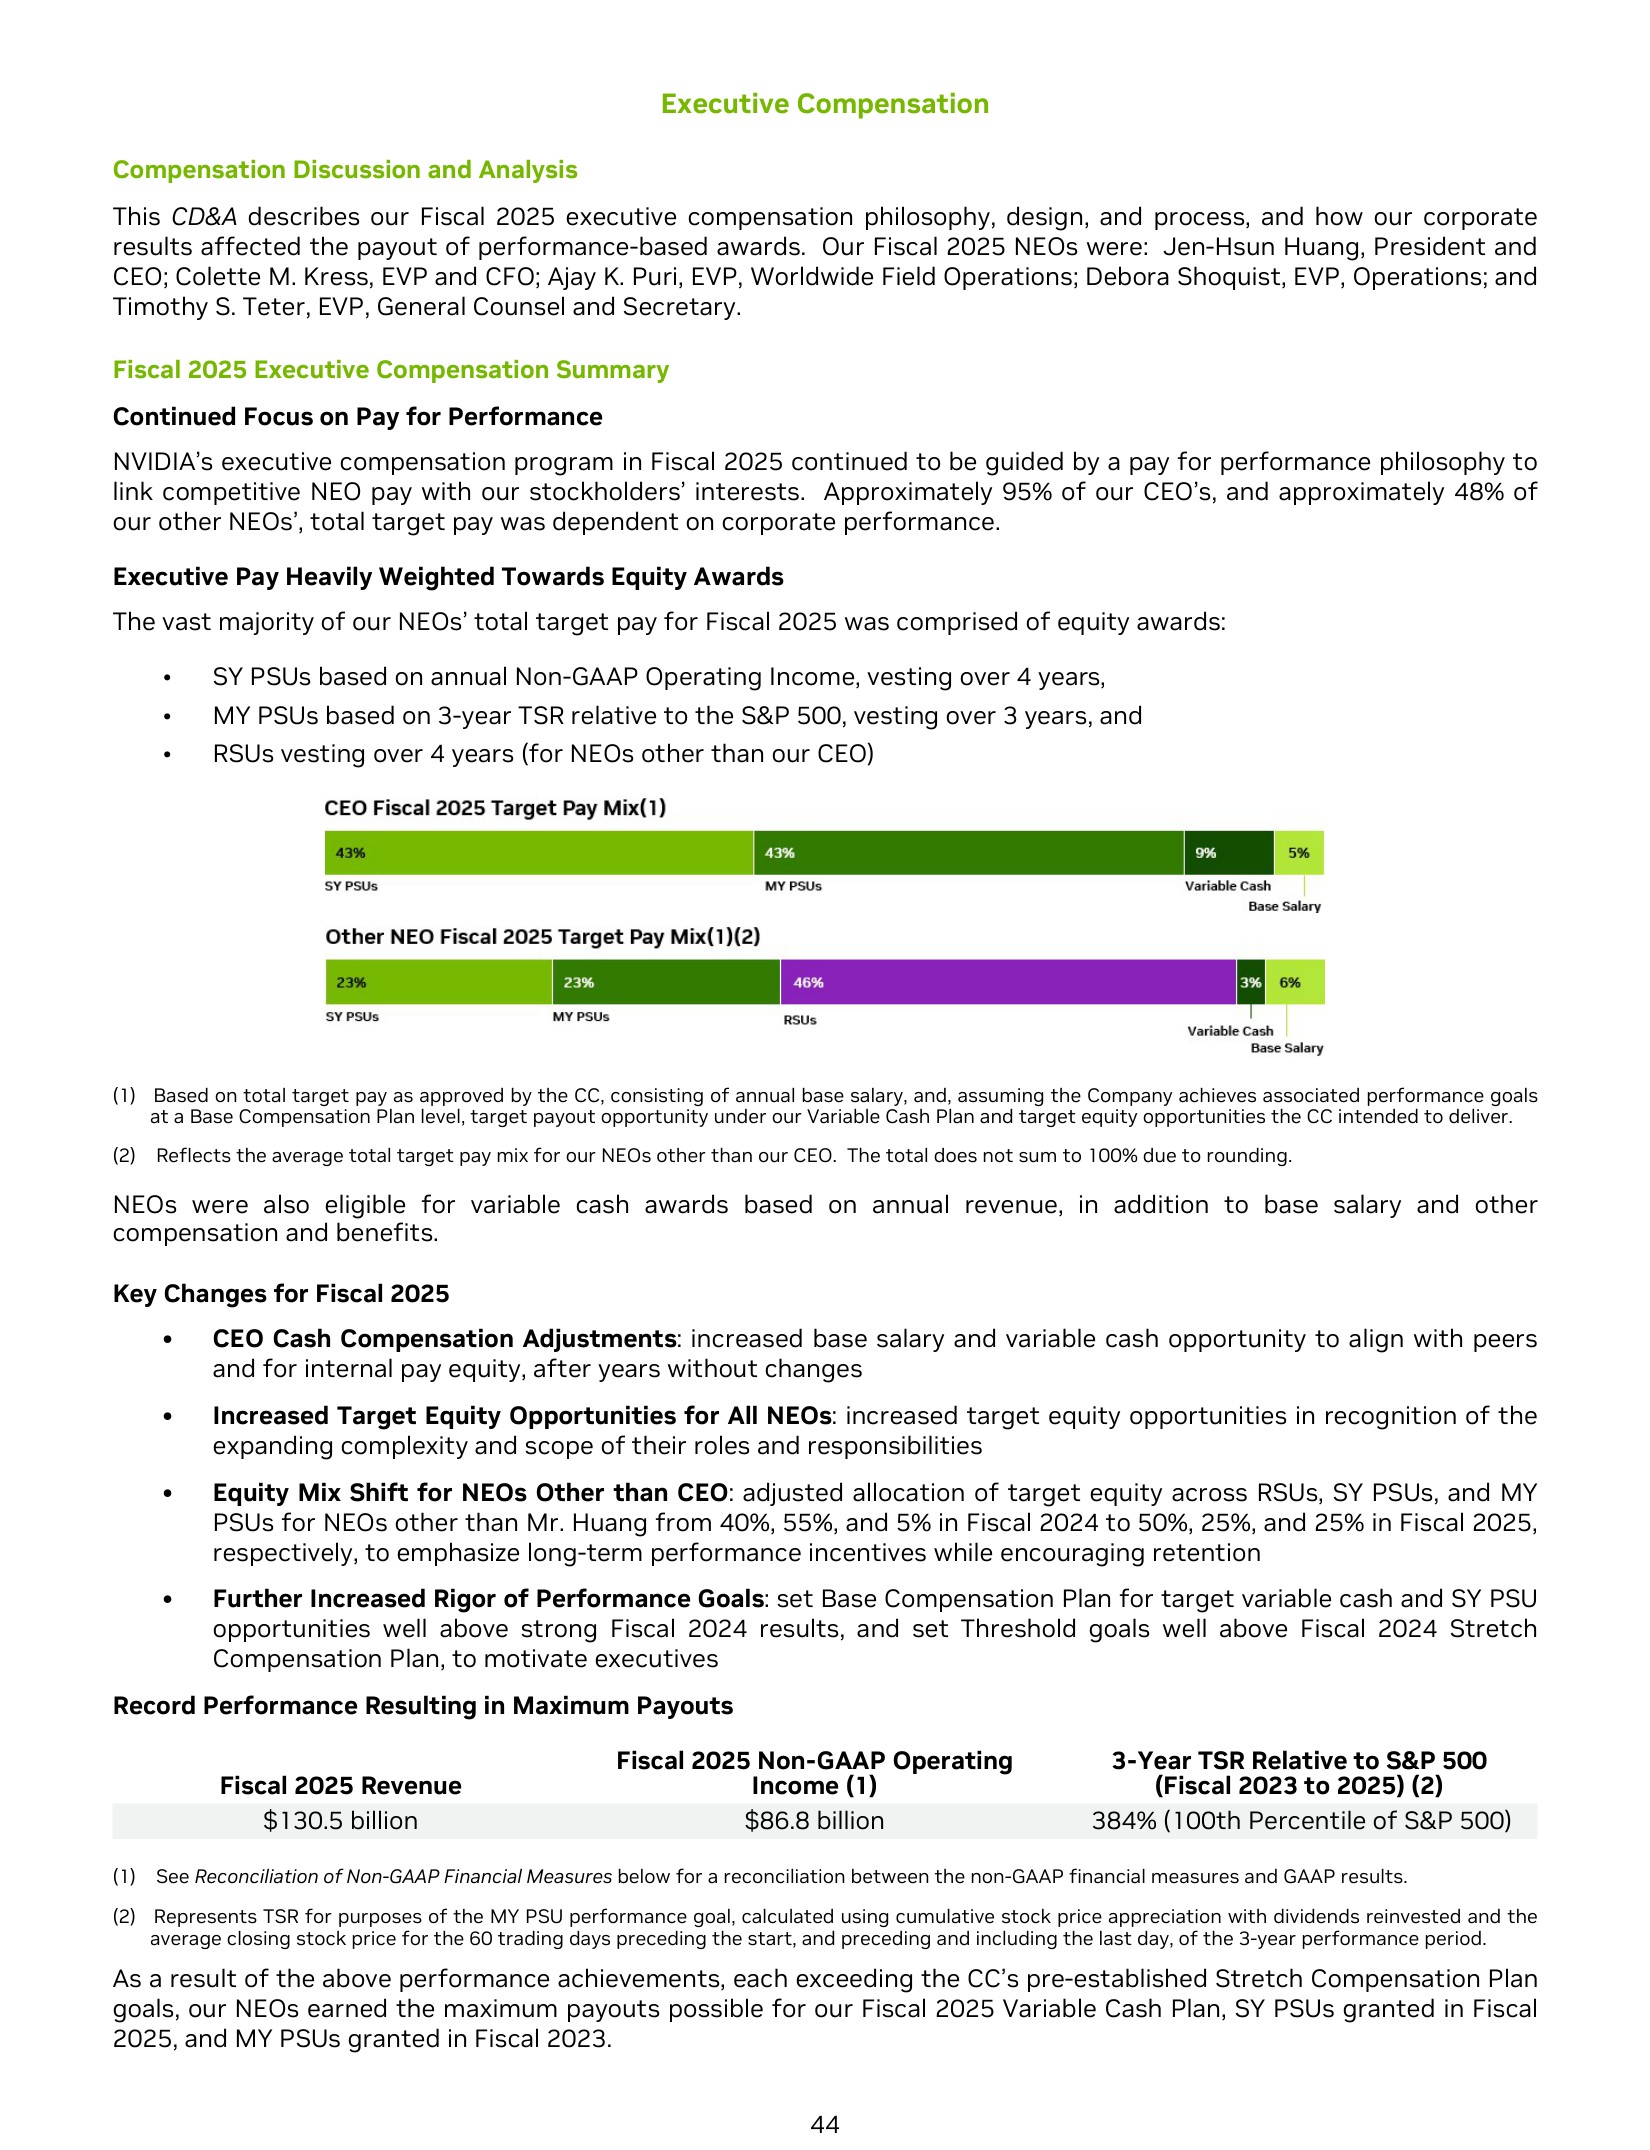 Executive Compensation
Compensation Discussion and Analysis
This CD&A describes our Fiscal 2025 executive compensation philosophy, design, and process, and how our corporate
results affected the payout of performance-based awards.  Our Fiscal 2025 NEOs were:  Jen-Hsun Huang, President and
CEO; Colette M. Kress, EVP and CFO; Ajay K. Puri, EVP, Worldwide Field Operations; Debora Shoquist, EVP, Operations; and
Timothy S. Teter, EVP, General Counsel and Secretary.
Fiscal 2025 Executive Compensation Summary
Continued Focus on Pay for Performance
NVIDIA’s executive compensation program in Fiscal 2025 continued to be guided by a pay for performance philosophy to
link competitive NEO pay with our stockholders’ interests.  Approximately 95% of our CEO’s, and approximately 48% of
our other NEOs’, total target pay was dependent on corporate performance.
Executive Pay Heavily Weighted Towards Equity Awards
The vast majority of our NEOs’ total target pay for Fiscal 2025 was comprised of equity awards:
• SY PSUs based on annual Non-GAAP Operating Income, vesting over 4 years,
• MY PSUs based on 3-year TSR relative to the S&P 500, vesting over 3 years, and
• RSUs vesting over 4 years (for NEOs other than our CEO)
CEO Fiscal 2025 Target Pay Mix(1)
43% 43% 9% 5%
SY PSUs MY PSUs Variable Cash
Base Salary
Other NEO Fiscal 2025 Target Pay Mix(1)(2)
23% 23% 46% 3% 6%
SY PSUs MY PSUs RSUs
Variable Cash
Base Salary
(1) Based on total target pay as approved by the CC, consisting of annual base salary, and, assuming the Company achieves associated performance goals
at a Base Compensation Plan level, target payout opportunity under our Variable Cash Plan and target equity opportunities the CC intended to deliver.
(2) Reflects the average total target pay mix for our NEOs other than our CEO.  The total does not sum to 100% due to rounding.
NEOs were also eligible for variable cash awards based on annual revenue, in addition to base salary and other
compensation and benefits.
Key Changes for Fiscal 2025
• CEO Cash Compensation Adjustments: increased base salary and variable cash opportunity to align with peers
and for internal pay equity, after years without changes
• Increased Target Equity Opportunities for All NEOs: increased target equity opportunities in recognition of the
expanding complexity and scope of their roles and responsibilities
• Equity Mix Shift for NEOs Other than CEO: adjusted allocation of target equity across RSUs, SY PSUs, and MY
PSUs for NEOs other than Mr. Huang from 40%, 55%, and 5% in Fiscal 2024 to 50%, 25%, and 25% in Fiscal 2025,
respectively, to emphasize long-term performance incentives while encouraging retention
• Further Increased Rigor of Performance Goals: set Base Compensation Plan for target variable cash and SY PSU
opportunities well above strong Fiscal 2024 results, and set Threshold goals well above Fiscal 2024 Stretch
Compensation Plan, to motivate executives
Record Performance Resulting in Maximum Payouts
Fiscal 2025 Revenue
Fiscal 2025 Non-GAAP Operating
Income (1)
3-Year TSR Relative to S&P 500
(Fiscal 2023 to 2025) (2)
$130.5 billion $86.8 billion 384% (100th Percentile of S&P 500)
(1) See Reconciliation of Non-GAAP Financial Measures below for a reconciliation between the non-GAAP financial measures and GAAP results.
(2) Represents TSR for purposes of the MY PSU performance goal, calculated using cumulative stock price appreciation with dividends reinvested and the
average closing stock price for the 60 trading days preceding the start, and preceding and including the last day, of the 3-year performance period.
As a result of the above performance achievements, each exceeding the CC’s pre-established Stretch Compensation Plan
goals, our NEOs earned the maximum payouts possible for our Fiscal 2025 Variable Cash Plan, SY PSUs granted in Fiscal
2025, and MY PSUs granted in Fiscal 2023.
44